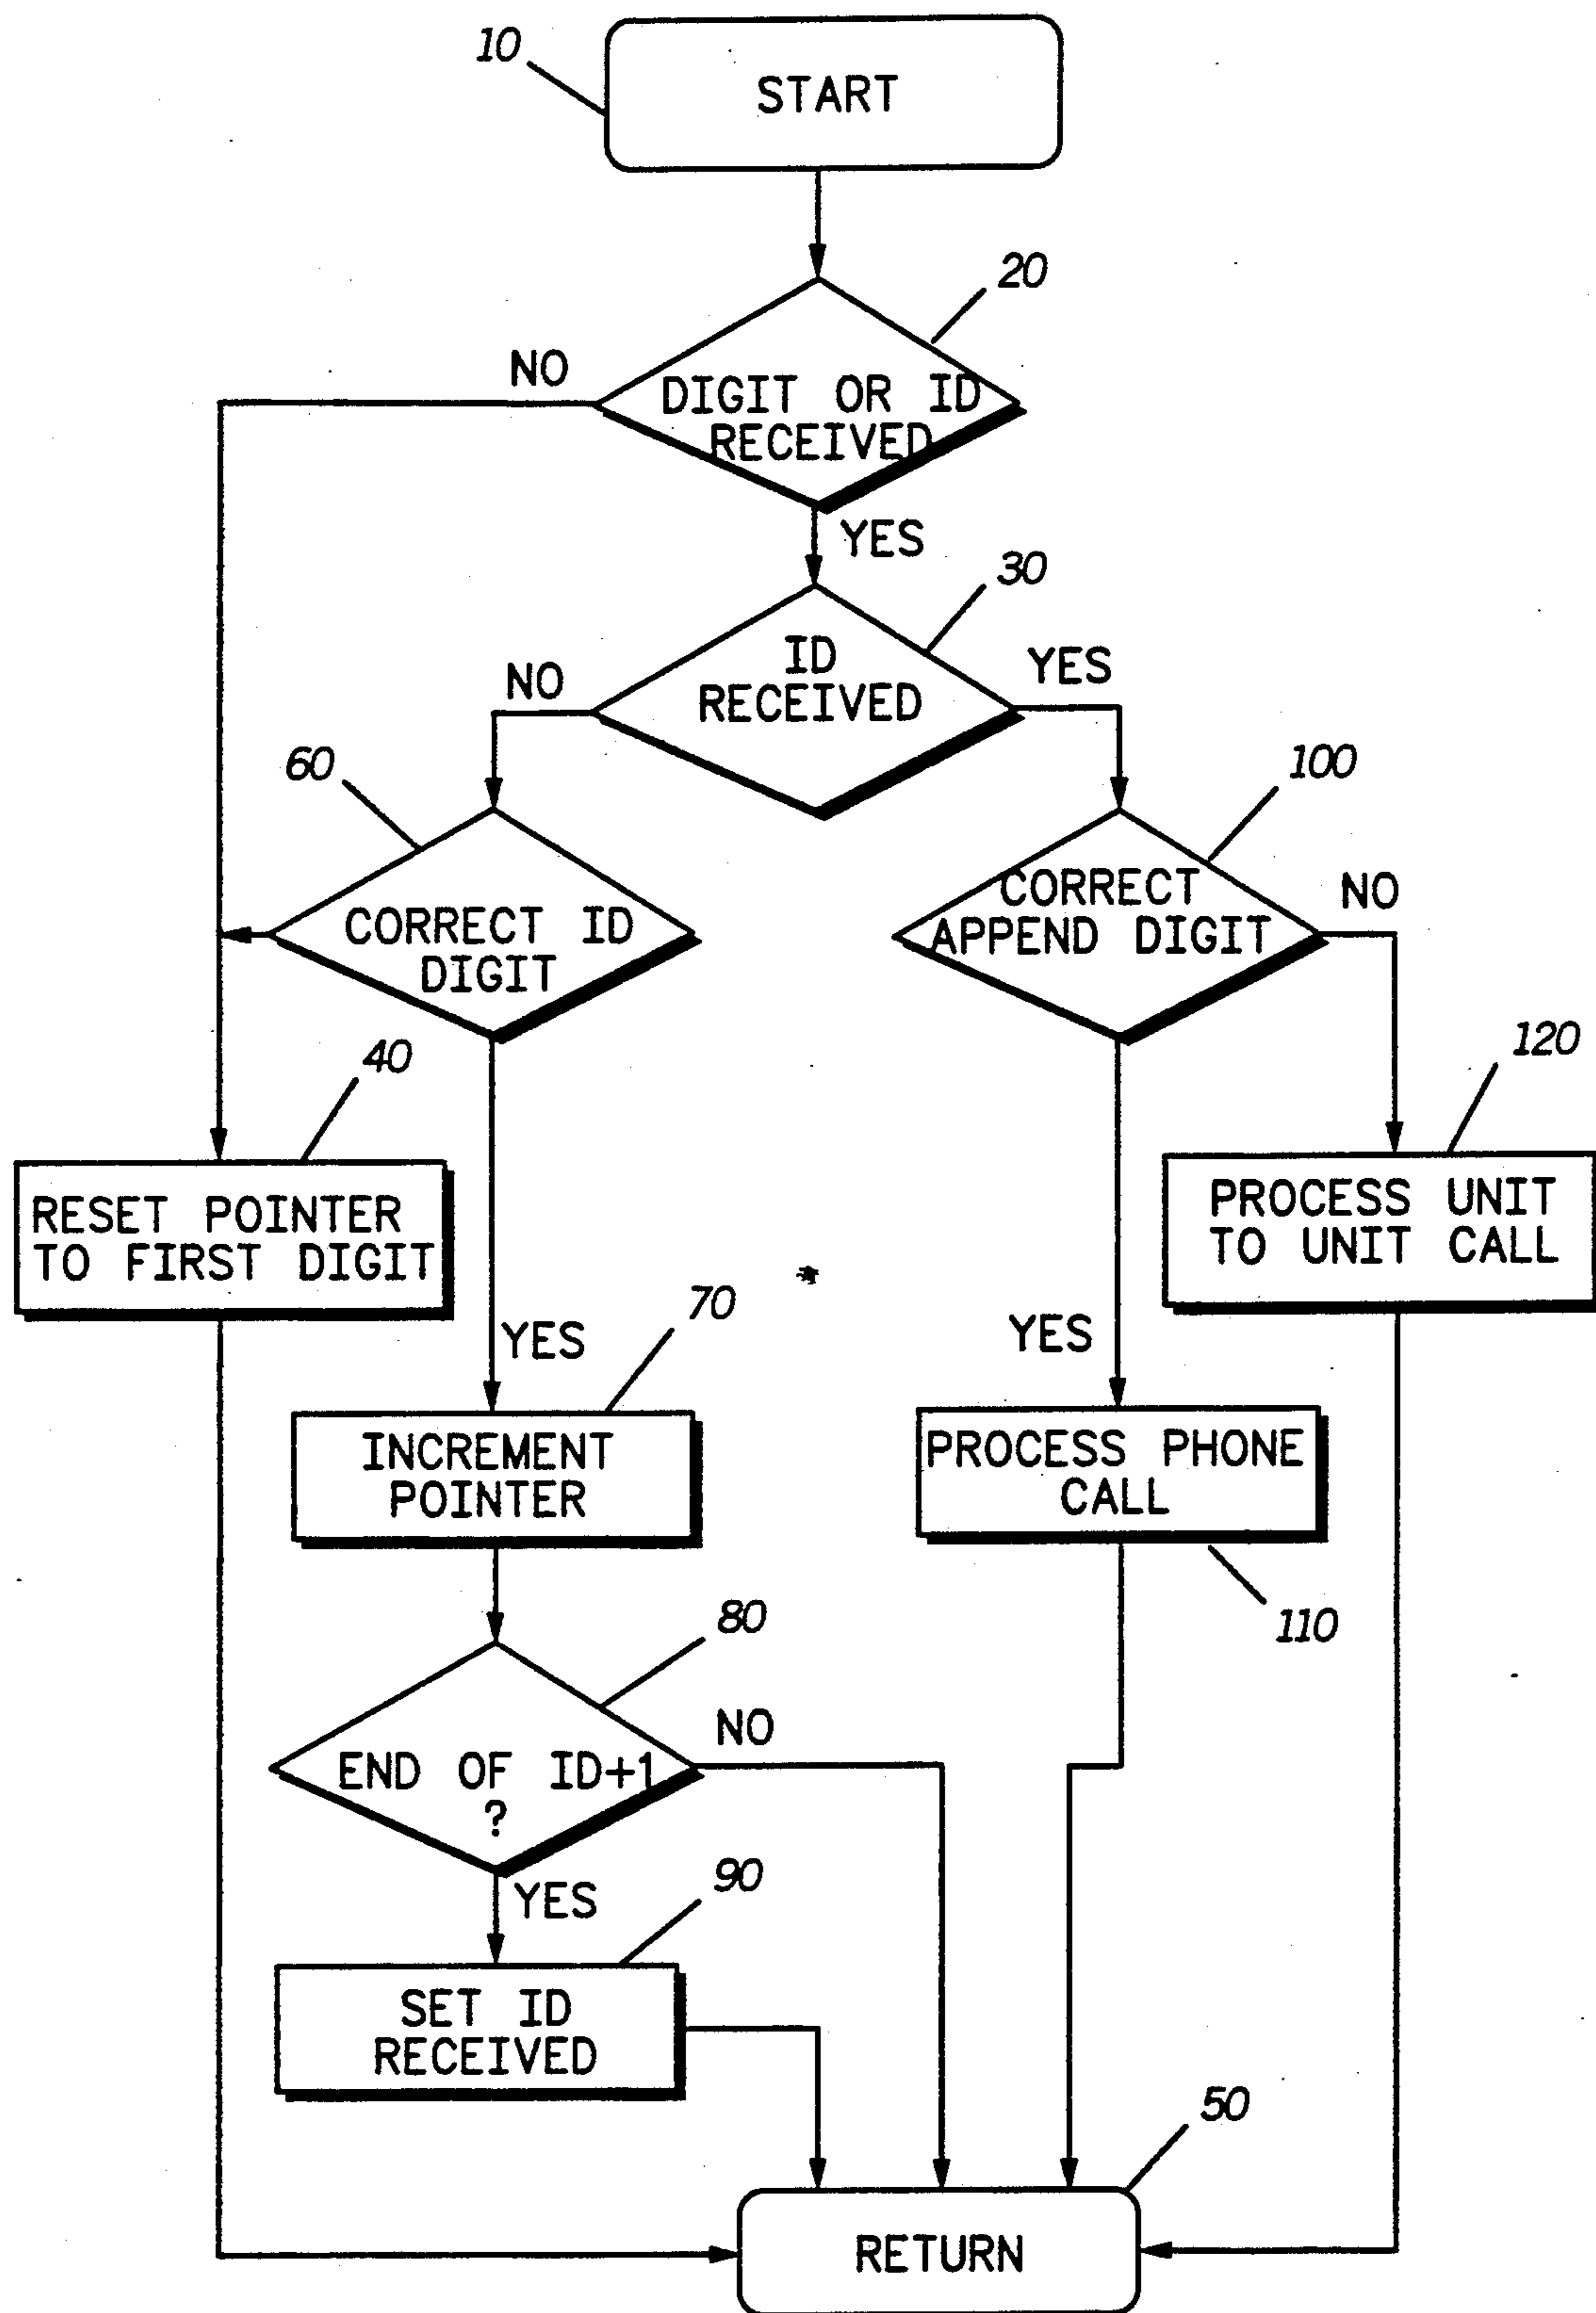 10
START
20
NO
DIGIT OR ID
RECEIVED
YES
30
ID
RECEIVED
NO
YES
60
100
CORRECT ID
DIGIT
CORRECT
APPEND DIGIT
NO
40
120
RESET POINTER
TO FIRST DIGIT
PROCESS UNIT
TO UNIT CALL
70
YES
YES
INCREMENT
POINTER
PROCESS PHONE
CALL
80
110
NO
END OF ID+1
?
YES
90
SET ID
RECEIVED
50
RETURN